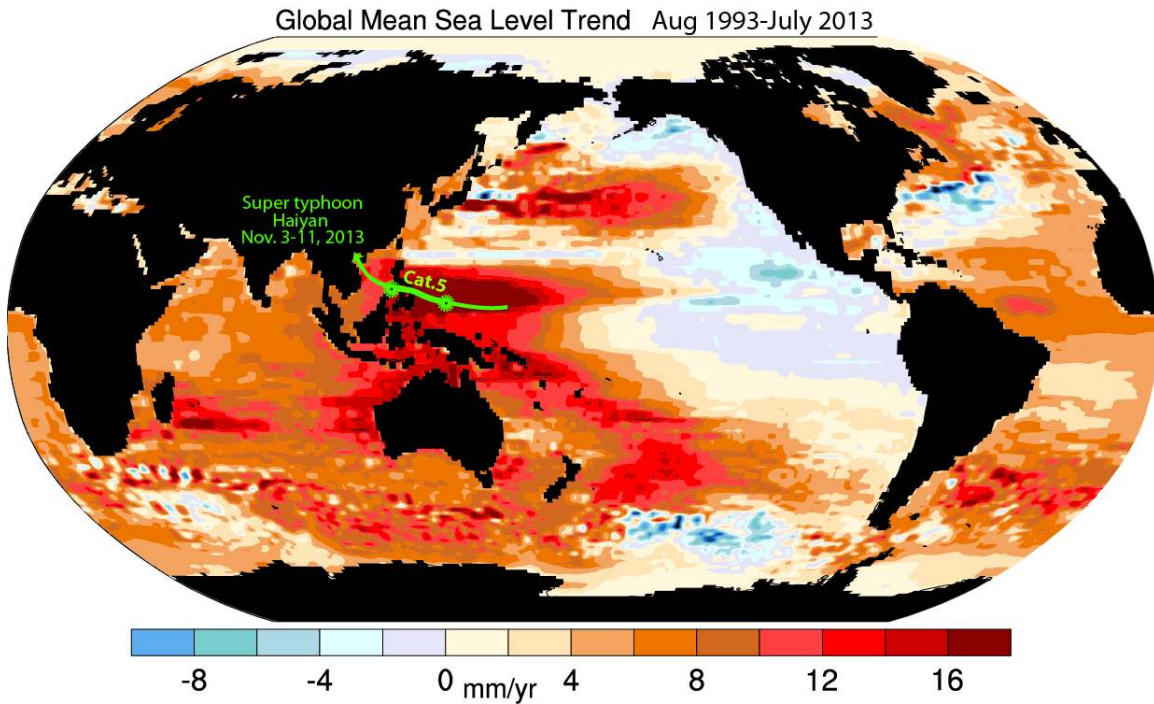 Global Mean Sea Level Trend Aug 1993-July 2013
Super typhoon
Haiyan
Nov. 3-11, 2013
Cat.5
-8 -4 0 mm/yr 4 8 12 16